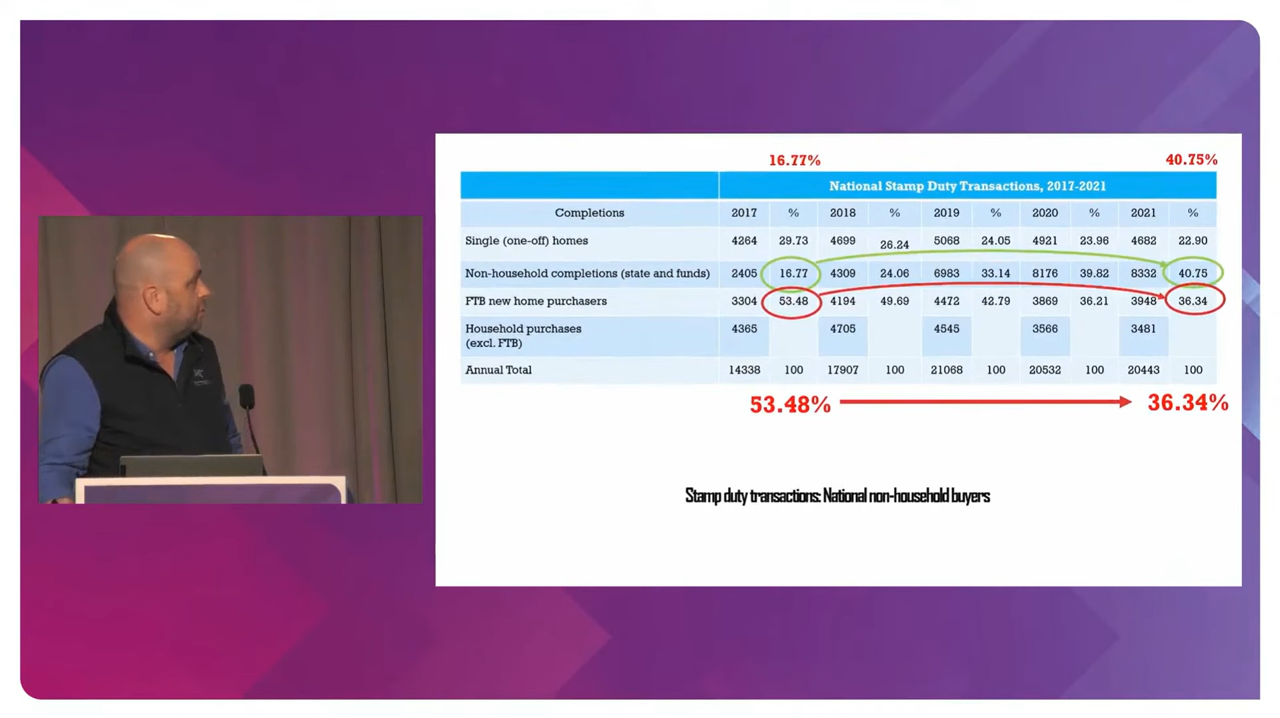 16.77% 40.75%
National Stamp Duty Transactions, 2017-2021
Completions 2017 % 2018 % 2019 % 2020 % 2021 %
Single (one-off) homes 4264 29.73 4699 26.24 5068 24.05 4921 23.96 4682 22.90
Non-household completions (state and funds) 2405 16.77 4309 24.06 6983 33.14 8176 39.82 8332 40.75
FTB new home purchasers 3304 53.48 4194 49.69 4472 42.79 3869 36.21 3948 36.34
Household purchases 4365 4705 4545 3566 3481
(excl. FTB)
Annual Total 14338 100 17907 100 21068 100 20532 100 20443 100
53.48% 36.34%
Stamp duty transactions: National non-household buyers